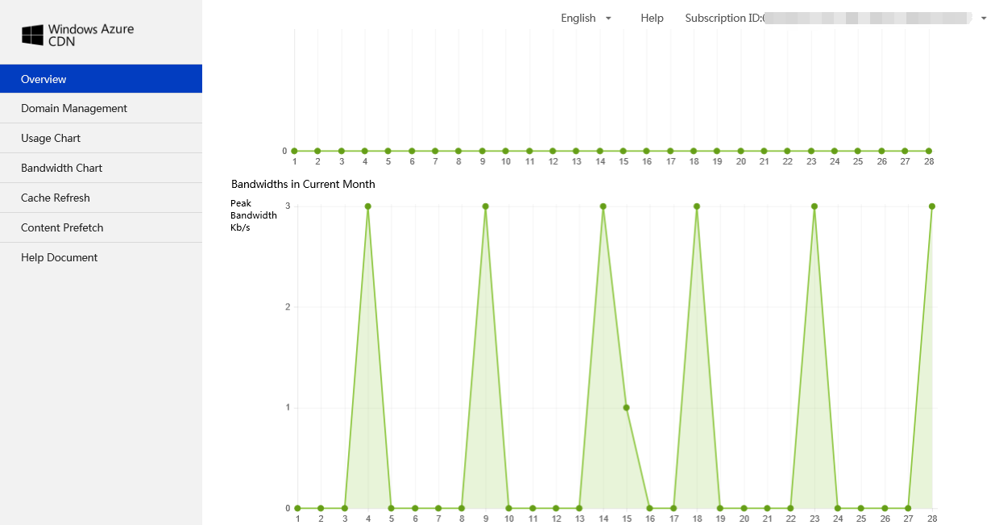 English Help Subscription ID:
Windows Azure
CDN
Overview
Domain Management
Usage Chart
Bandwidth Chart
Cache Refresh
Content Prefetch
Help Document
0
1 2 3 4 5 6 7 8 9 10 11 12 13 14 15 16 17 18 19 20 21 22 23 24 25 26 27 28
Bandwidths in Current Month
Peak
Bandwidth
Kb/s
3
2
1
0
1 2 3 4 5 6 7 8 9 10 11 12 13 14 15 16 17 18 19 20 21 22 23 24 25 26 27 28